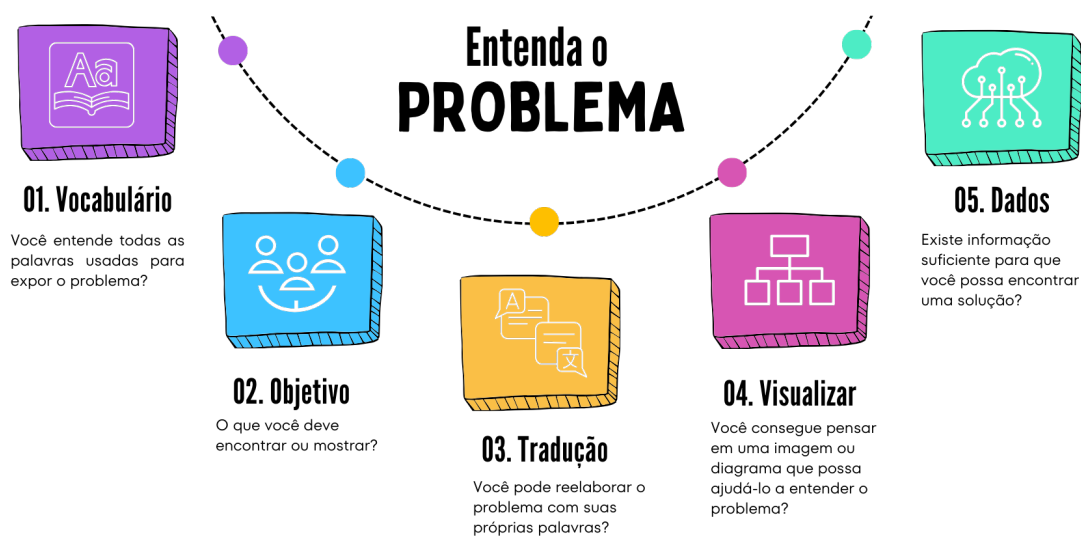 Entenda o
PROBLEMA
Aa
01. Vocabulário
Você entende todas as
palavras usadas para
expor o problema?
02. Objetivo
O que você deve
encontrar ou mostrar?
A
文
03. Tradução
Você pode reelaborar o
problema com suas
próprias palavras?
04. Visualizar
Você consegue pensar
em uma imagem ou
diagrama que possa
ajudá-lo a entender o
problema?
05. Dados
Existe informação
suficiente para que
você possa encontrar
uma solução?